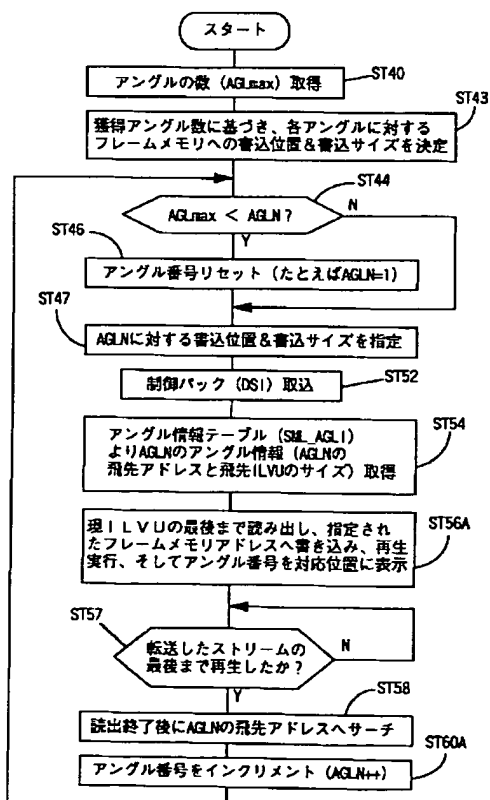 スタート
アングルの数 (AGLmax) 取得
ST40
獲得アングル数に基づき、各アングルに対する
フレームメモリへの書込位置&書込サイズを決定
ST43
AGLmax < AGLN?
ST44
N
Y
ST46
アングル番号リセット (たとえばAGLN=1)
ST47
AGLNに対する書込位置&書込サイズを指定
制御パック (DSI) 取込
ST52
アングル情報テーブル (SML_AGLI)
よりAGLNのアングル情報 (AGLNの
飛先アドレスと飛先ILVUのサイズ) 取得
ST54
現ILVUの最後まで読み出し、指定され
たフレームメモリアドレスへ書き込み、再生
実行、そしてアングル番号を対応位置に表示
ST56A
ST57
転送したストリームの
最後まで再生したか?
N
Y
ST58
読出終了後にAGLNの飛先アドレスへサーチ
ST60A
アングル番号をインクリメント (AGLN++)